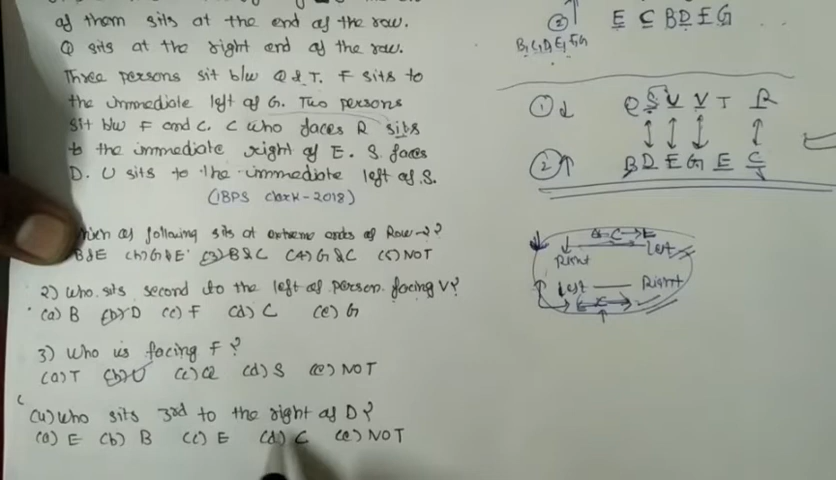 of them sits at the end of the row.
Q sits at the right end of the row.
Three persons sit b/w Q & T. F sits to
the immediate left of G. Two persons
sit b/w F and C. C who faces R sits
to the immediate right of E. S faces
D. U sits to the immediate left of S.
(IBPS clark-2018)
of following sits at extreme ends of Row-2?
B&E (b) G&E (3) B&C (4) G&C (5) NOT
2) Who sits second to the left of person facing V?
(a) B (b) D (c) F (d) C (e) G
3) Who is facing F?
(a) T (b) U (c) Q (d) S (e) NOT
(4) Who sits 3rd to the right of D?
(a) E (b) B (c) E (d) C (e) NOT
② E C B D F G
① ↓ Q S U V T R
② ↑ B D F G E C
C → E
Right left
left Right